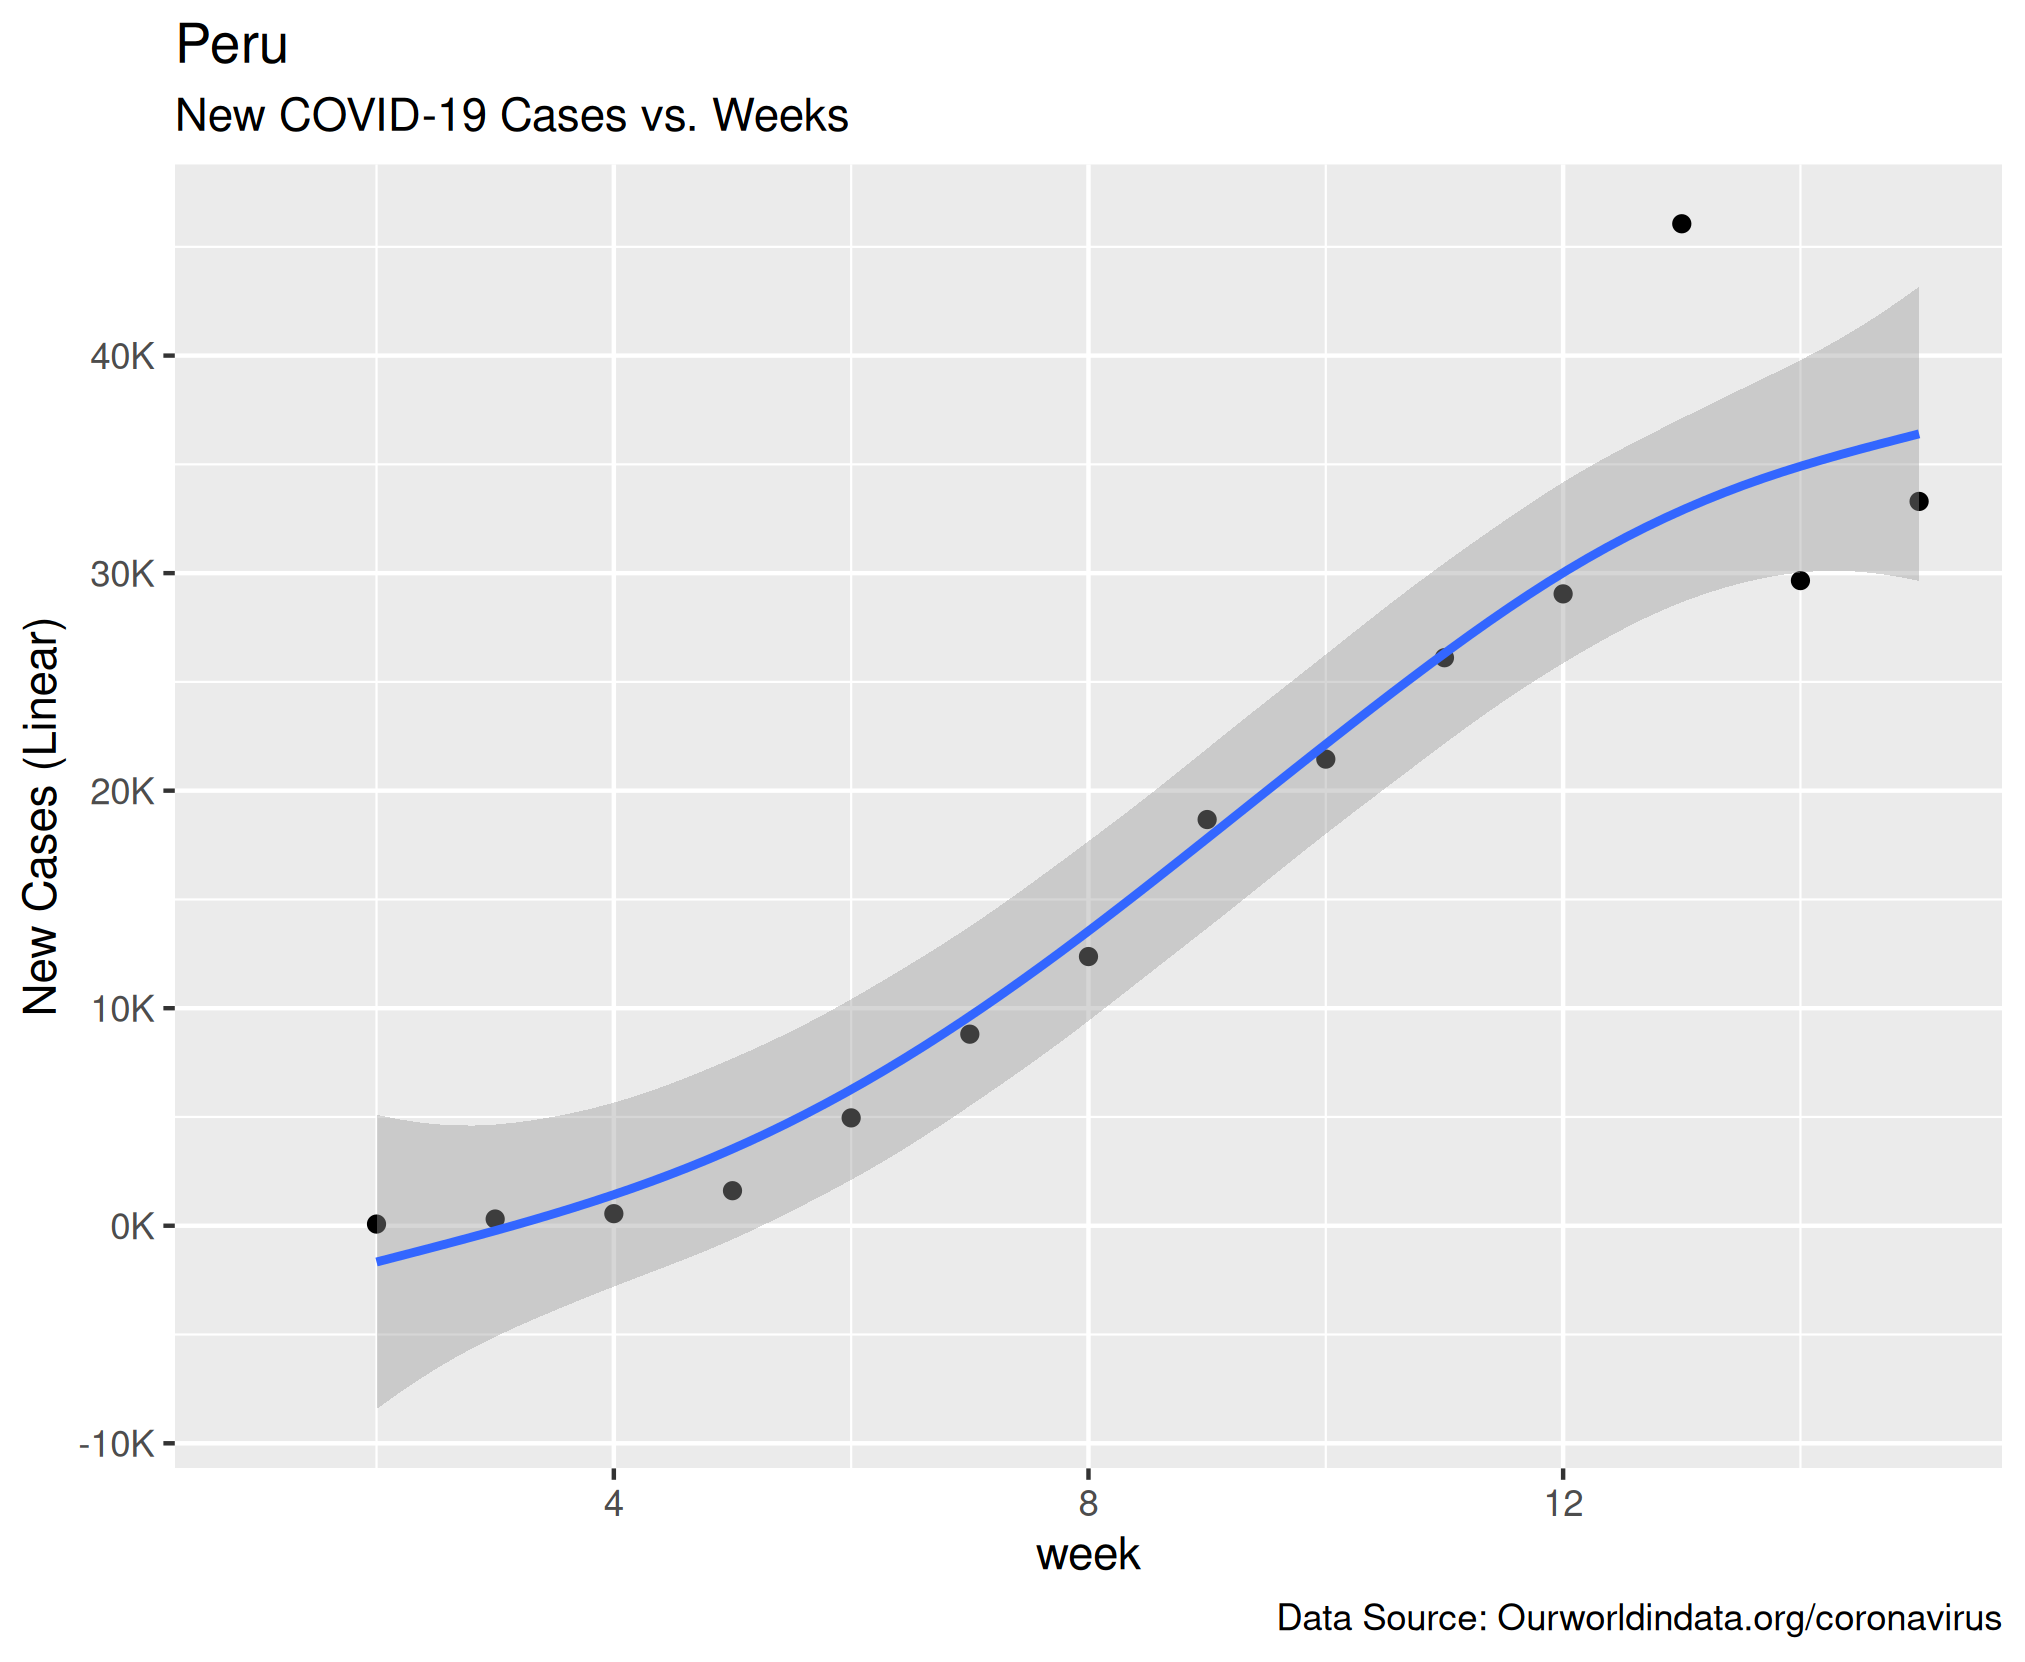 Peru
New COVID-19 Cases vs. Weeks
New Cases (Linear)
40K
30K
20K
10K
0K
-10K
4 8 12
week
Data Source: Ourworldindata.org/coronavirus